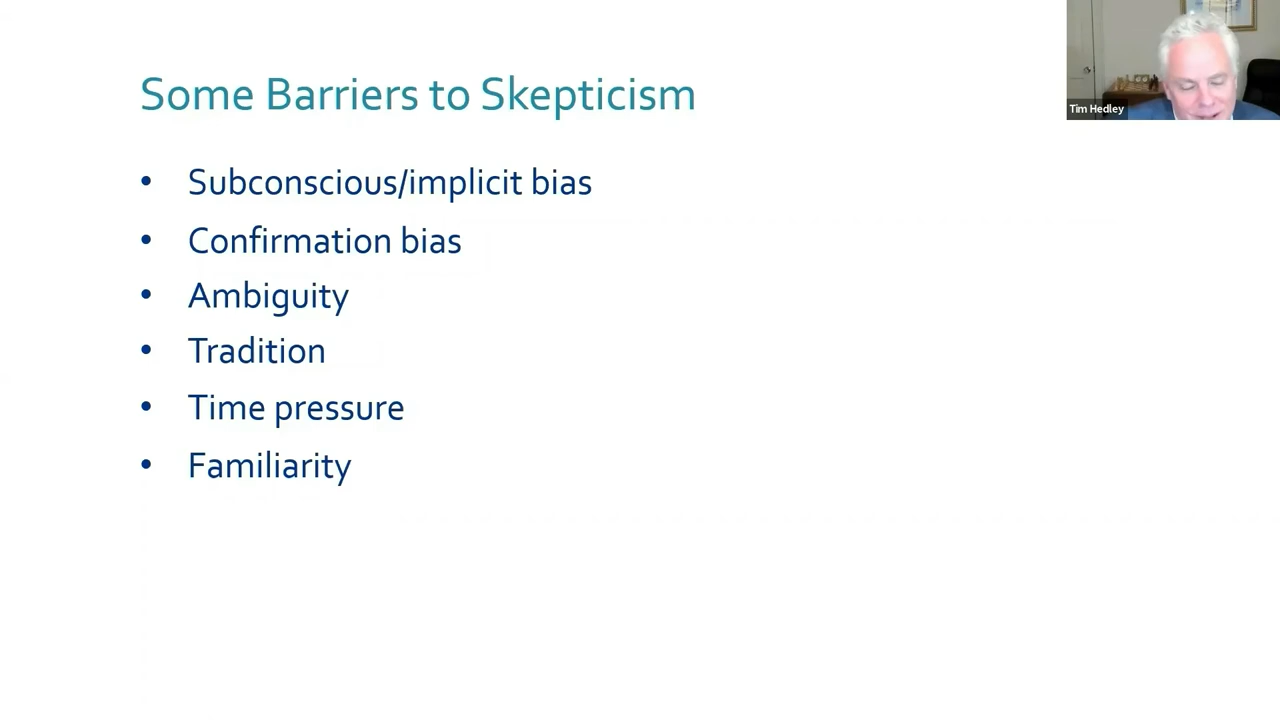 Some Barriers to Skepticism
Tim Hedley
• Subconscious/implicit bias
• Confirmation bias
• Ambiguity
• Tradition
• Time pressure
• Familiarity